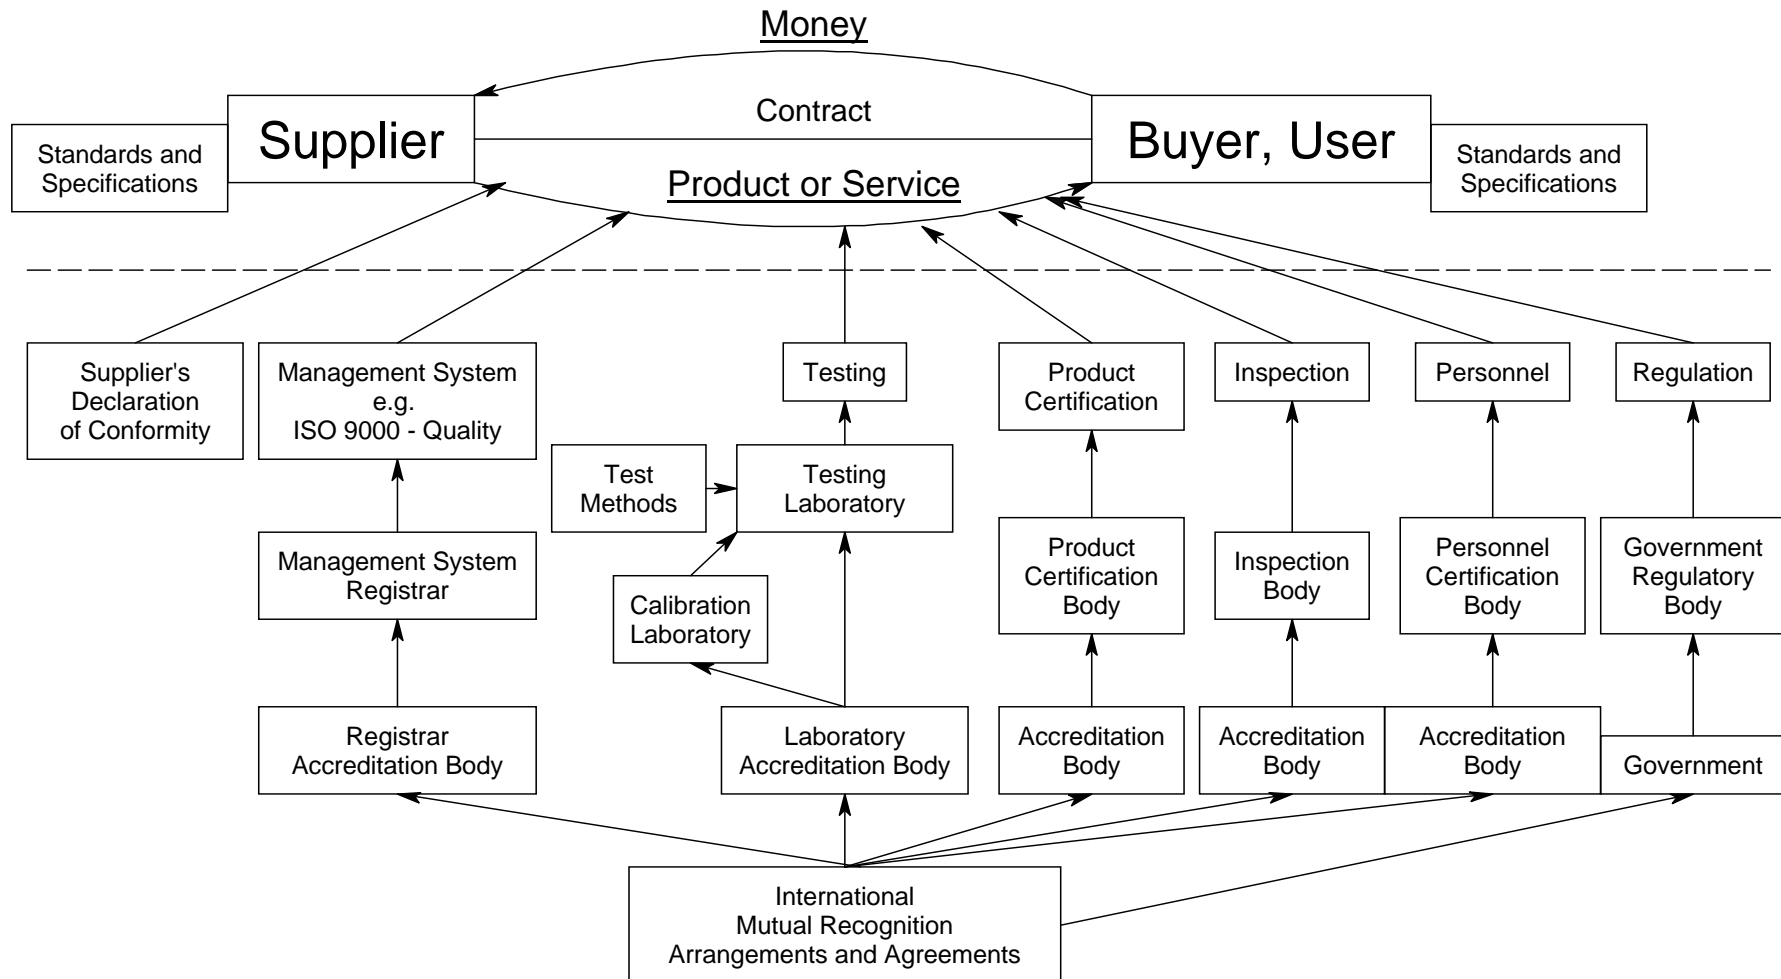 Money
Contract
Supplier
Buyer, User
Standards and
Specifications
Standards and
Specifications
Product or Service
Supplier's
Declaration
of Conformity
Management System
e.g.
ISO 9000 - Quality
Testing
Product
Certification
Inspection
Personnel
Regulation
Test
Methods
Testing
Laboratory
Management System
Registrar
Calibration
Laboratory
Product
Certification
Body
Inspection
Body
Personnel
Certification
Body
Government
Regulatory
Body
Registrar
Accreditation Body
Laboratory
Accreditation Body
Accreditation
Body
Accreditation
Body
Accreditation
Body
Government
International
Mutual Recognition
Arrangements and Agreements